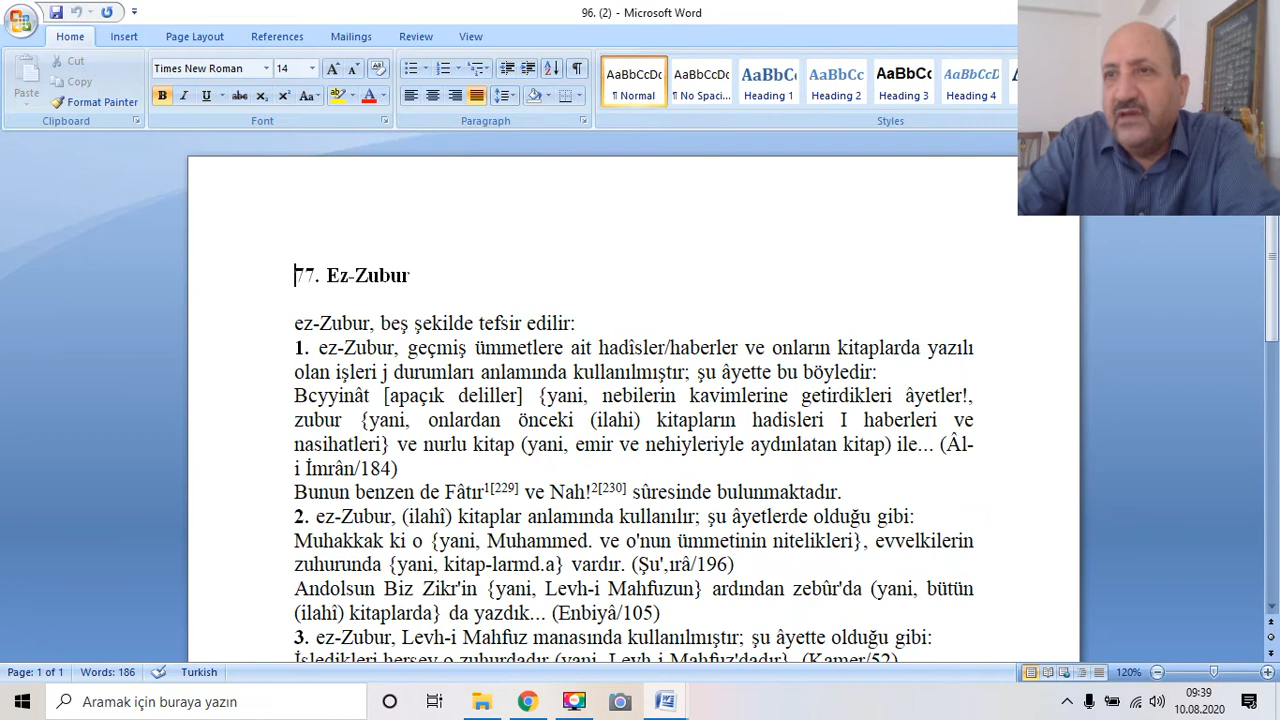 96. (2) - Microsoft Word
Home Insert Page Layout References Mailings Review View
Cut
Copy
Paste
Format Painter
Clipboard
Times New Roman 14
Font
Paragraph
AaBbCcDc AaBbCcDc AaBbC AaBbCc AaBbCc AaBbCcD
¶ Normal ¶ No Spaci... Heading 1 Heading 2 Heading 3 Heading 4
Styles
77. Ez-Zubur
ez-Zubur, beş şekilde tefsir edilir:
1. ez-Zubur, geçmiş ümmetlere ait hadîsler/haberler ve onların kitaplarda yazılı
olan işleri j durumları anlamında kullanılmıştır; şu âyette bu böyledir:
Bcyyinât [apaçık deliller] {yani, nebilerin kavimlerine getirdikleri âyetler!,
zubur {yani, onlardan önceki (ilahi) kitapların hadisleri I haberleri ve
nasihatleri} ve nurlu kitap (yani, emir ve nehiyleriyle aydınlatan kitap) ile... (Âl-
i İmrân/184)
Bunun benzen de Fâtır1[229] ve Nah!2[230] sûresinde bulunmaktadır.
2. ez-Zubur, (ilahî) kitaplar anlamında kullanılır; şu âyetlerde olduğu gibi:
Muhakkak ki o {yani, Muhammed. ve o'nun ümmetinin nitelikleri}, evvelkilerin
zuhurunda {yani, kitap-larınd.a} vardır. (Şu',ırâ/196)
Andolsun Biz Zikr'in {yani, Levh-i Mahfuzun} ardından zebûr'da (yani, bütün
(ilahî) kitaplarda} da yazdık... (Enbiyâ/105)
3. ez-Zubur, Levh-i Mahfuz manasında kullanılmıştır; şu âyette olduğu gibi:
İşledikleri herşey o zuhurdadır {yani, Levh-i Mahfuz'dadır}. (Kamer/52)
Page: 1 of 1 Words: 186 Turkish 120%
Aramak için buraya yazın
09:39
10.08.2020